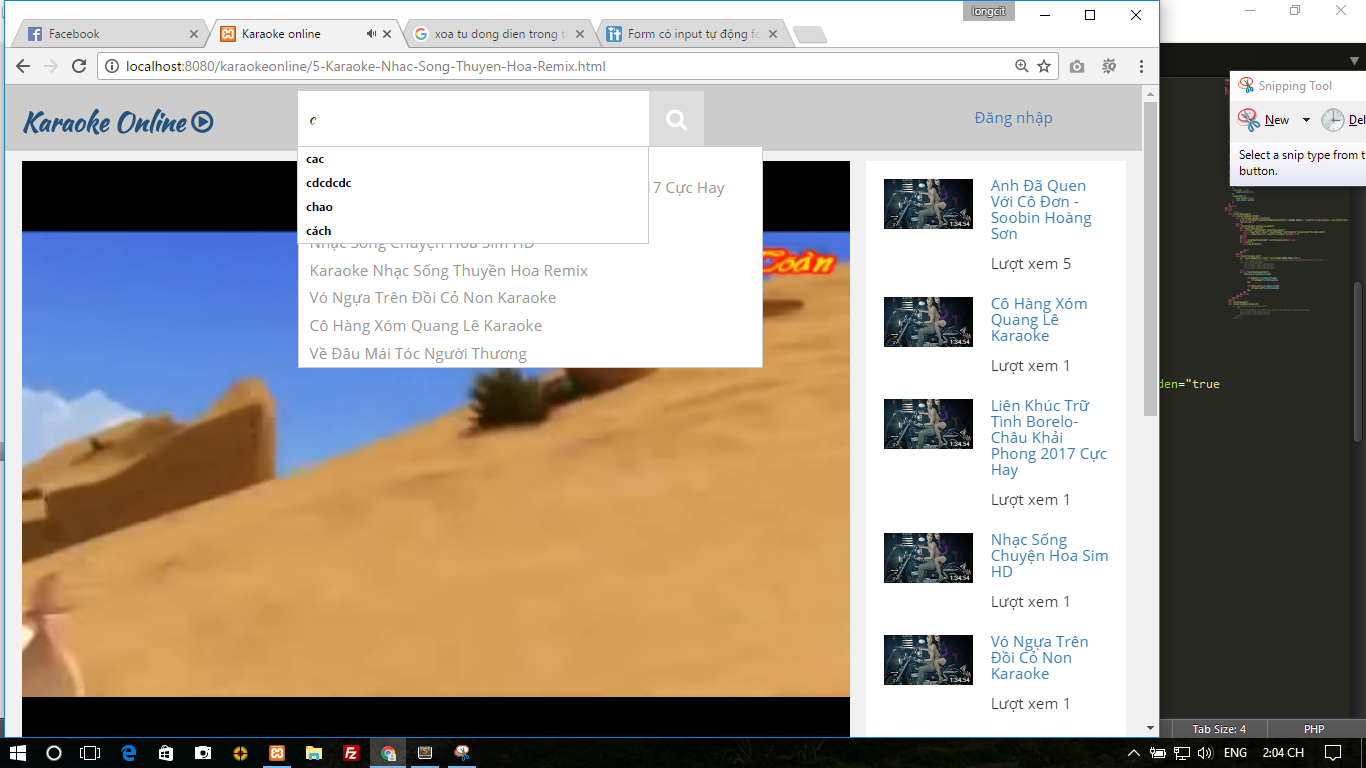 longcit
Facebook
Karaoke online
xoa tu dong dien trong t
Form có input tự động fo
localhost:8080/karaokeonline/5-Karaoke-Nhac-Song-Thuyen-Hoa-Remix.html
Karaoke Online
c
Đăng nhập
cac
cdcdcdc
chao
cách
17 Cực Hay
Nhạc Sống Chuyện Hoa Sim HD
Karaoke Nhạc Sống Thuyền Hoa Remix
Vó Ngựa Trên Đồi Cỏ Non Karaoke
Cô Hàng Xóm Quang Lê Karaoke
Về Đâu Mái Tóc Người Thương
Toàn
1:34:54
Anh Đã Quen
Với Cô Đơn -
Soobin Hoàng
Sơn
Lượt xem 5
1:34:54
Cô Hàng Xóm
Quang Lê
Karaoke
Lượt xem 1
1:34:54
Liên Khúc Trữ
Tình Borelo-
Châu Khải
Phong 2017 Cực
Hay
Lượt xem 1
1:34:54
Nhạc Sống
Chuyện Hoa Sim
HD
Lượt xem 1
1:34:54
Vó Ngựa Trên
Đồi Cỏ Non
Karaoke
Lượt xem 1
Snipping Tool
New
Del
Select a snip type from t
button.
den="true
Tab Size: 4
PHP
ENG
2:04 CH